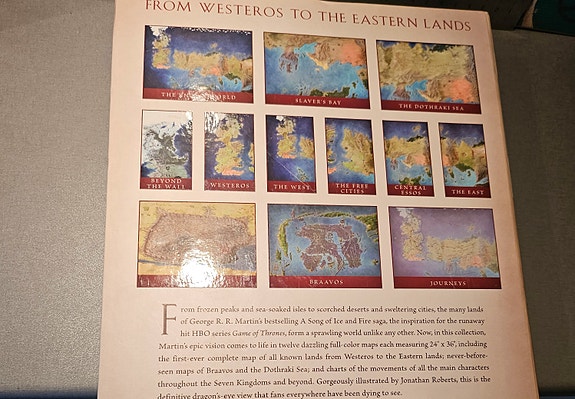 FROM WESTEROS TO THE EASTERN LANDS
THE KNOWN WORLD
SLAVER'S BAY
THE DOTHRAKI SEA
BEYOND
THE WALL
WESTEROS
THE WEST
THE FREE
CITIES
CENTRAL
ESSOS
THE EAST
BRAAVOS
JOURNEYS
From frozen peaks and sea-soaked isles to scorched deserts and sweltering cities, the many lands
of George R. R. Martin's bestselling A Song of Ice and Fire saga, the inspiration for the runaway
hit HBO series Game of Thrones, form a sprawling world unlike any other. Now, in this collection,
Martin's epic vision comes to life in twelve dazzling full-color maps each measuring 24" x 36", including
the first-ever complete map of all known lands from Westeros to the Eastern lands; never-before-
seen maps of Braavos and the Dothraki Sea; and charts of the movements of all the main characters
throughout the Seven Kingdoms and beyond. Gorgeously illustrated by Jonathan Roberts, this is the
definitive dragon's-eye view that fans everywhere have been dying to see.